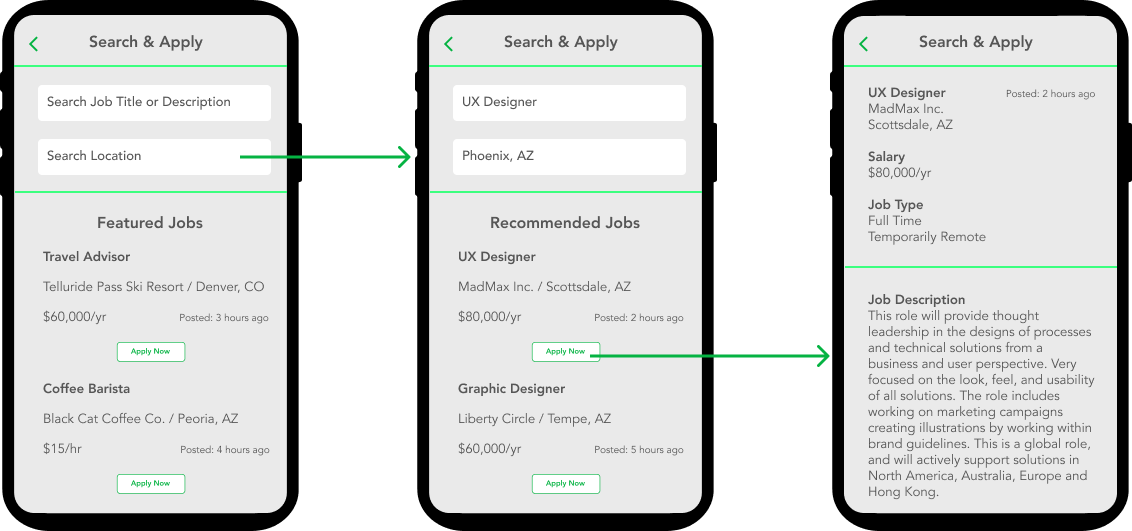 Search & Apply
Search Job Title or Description
Search Location
Featured Jobs
Travel Advisor
Telluride Pass Ski Resort / Denver, CO
$60,000/yr
Posted: 3 hours ago
Apply Now
Coffee Barista
Black Cat Coffee Co. / Peoria, AZ
$15/hr
Posted: 4 hours ago
Apply Now
Search & Apply
UX Designer
Phoenix, AZ
Recommended Jobs
UX Designer
MadMax Inc. / Scottsdale, AZ
$80,000/yr
Posted: 2 hours ago
Apply Now
Graphic Designer
Liberty Circle / Tempe, AZ
$60,000/yr
Posted: 5 hours ago
Apply Now
Search & Apply
UX Designer
Posted: 2 hours ago
MadMax Inc.
Scottsdale, AZ
Salary
$80,000/yr
Job Type
Full Time
Temporarily Remote
Job Description
This role will provide thought
leadership in the designs of processes
and technical solutions from a
business and user perspective. Very
focused on the look, feel, and usability
of all solutions. The role includes
working on marketing campaigns
creating illustrations by working within
brand guidelines. This is a global role,
and will actively support solutions in
North America, Australia, Europe and
Hong Kong.